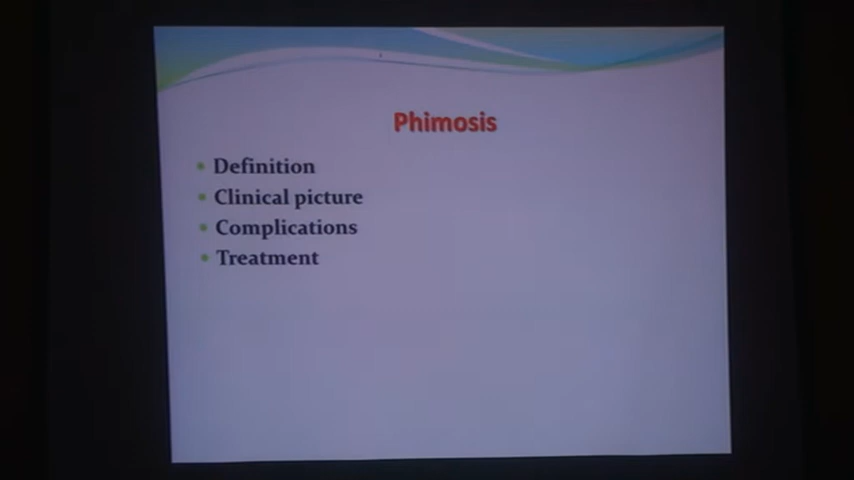 Phimosis
Definition
Clinical picture
Complications
Treatment